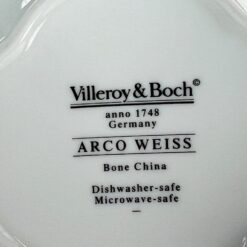 Villeroy & Boch©
anno 1748
Germany
ARCO WEISS
Bone China
Dishwasher-safe
Microwave-safe